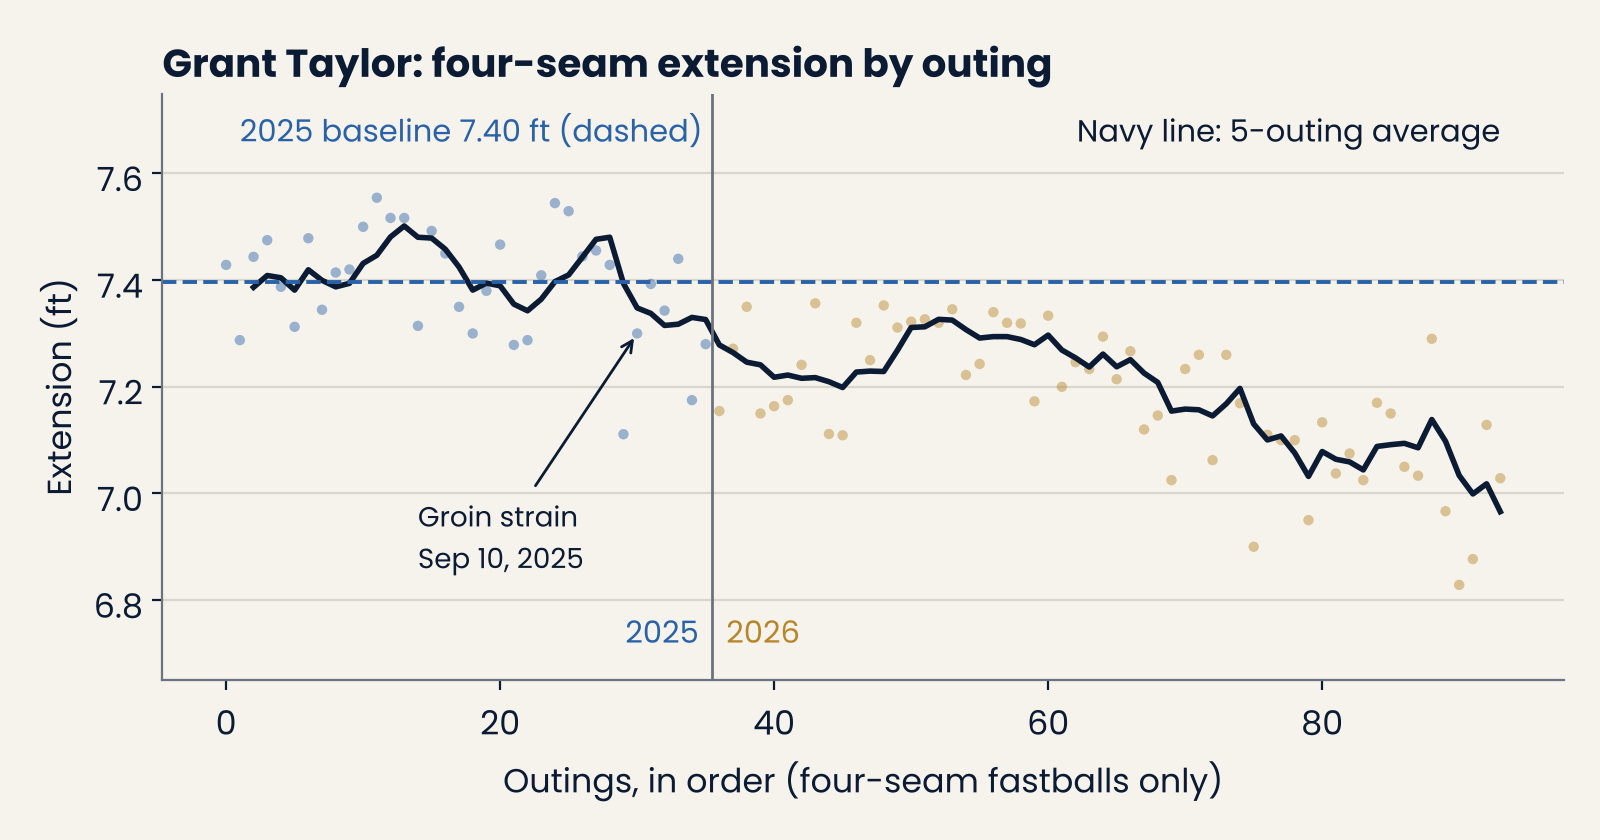 Grant Taylor: four-seam extension by outing
2025 baseline 7.40 ft (dashed)
Navy line: 5-outing average
7.6
7.4
7.2
7.0
6.8
Extension (ft)
Groin strain
Sep 10, 2025
2025
2026
0
20
40
60
80
Outings, in order (four-seam fastballs only)